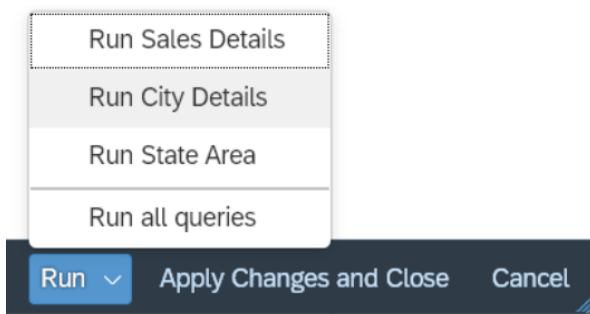 Run Sales Details
Run City Details
Run State Area
Run all queries
Run Apply Changes and Close Cancel